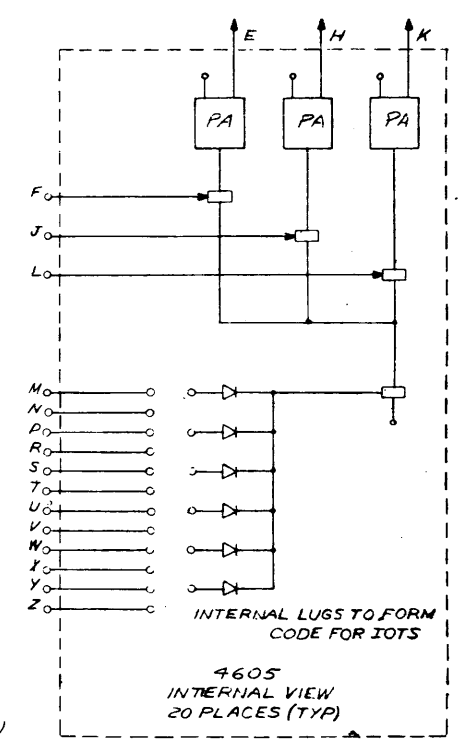 E H K
PA PA PA
F
J
L
M
N
P
R
S
T
U
V
W
X
Y
Z
INTERNAL LUGS TO FORM
CODE FOR IOTS
4605
INTERNAL VIEW
20 PLACES (TYP)
)